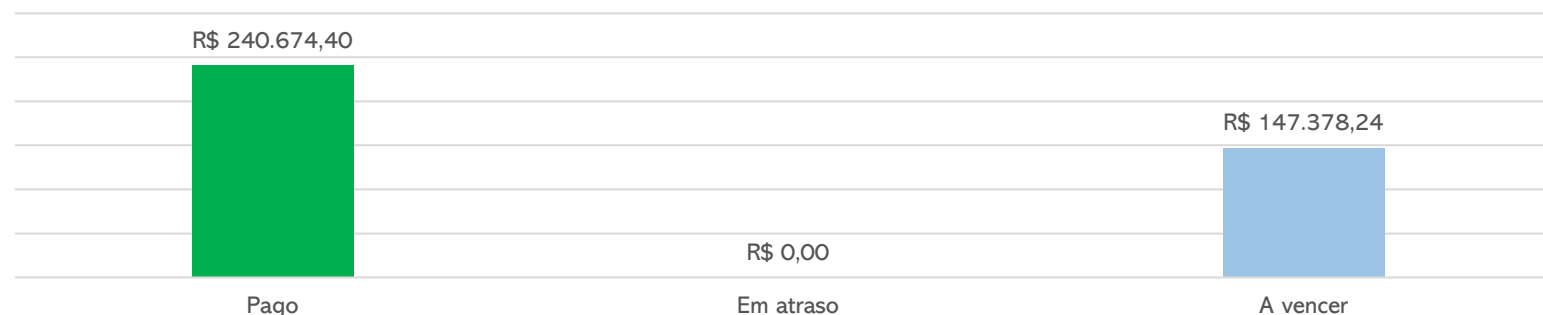 R$ 240.674,40
R$ 147.378,24
R$ 0,00
Pago
Em atraso
A vencer